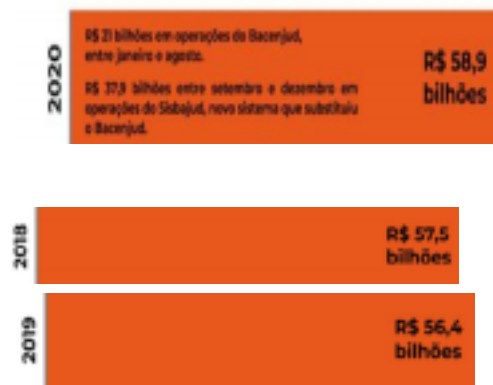 2020
R$ 21 bilhões em operações do Bacenjud,
entre janeiro e agosto.
R$ 37,9 bilhões entre setembro e dezembro em
operações do Sisbajud, novo sistema que substituiu
o Bacenjud.
R$ 58,9
bilhões
2018
R$ 57,5
bilhões
2019
R$ 56,4
bilhões